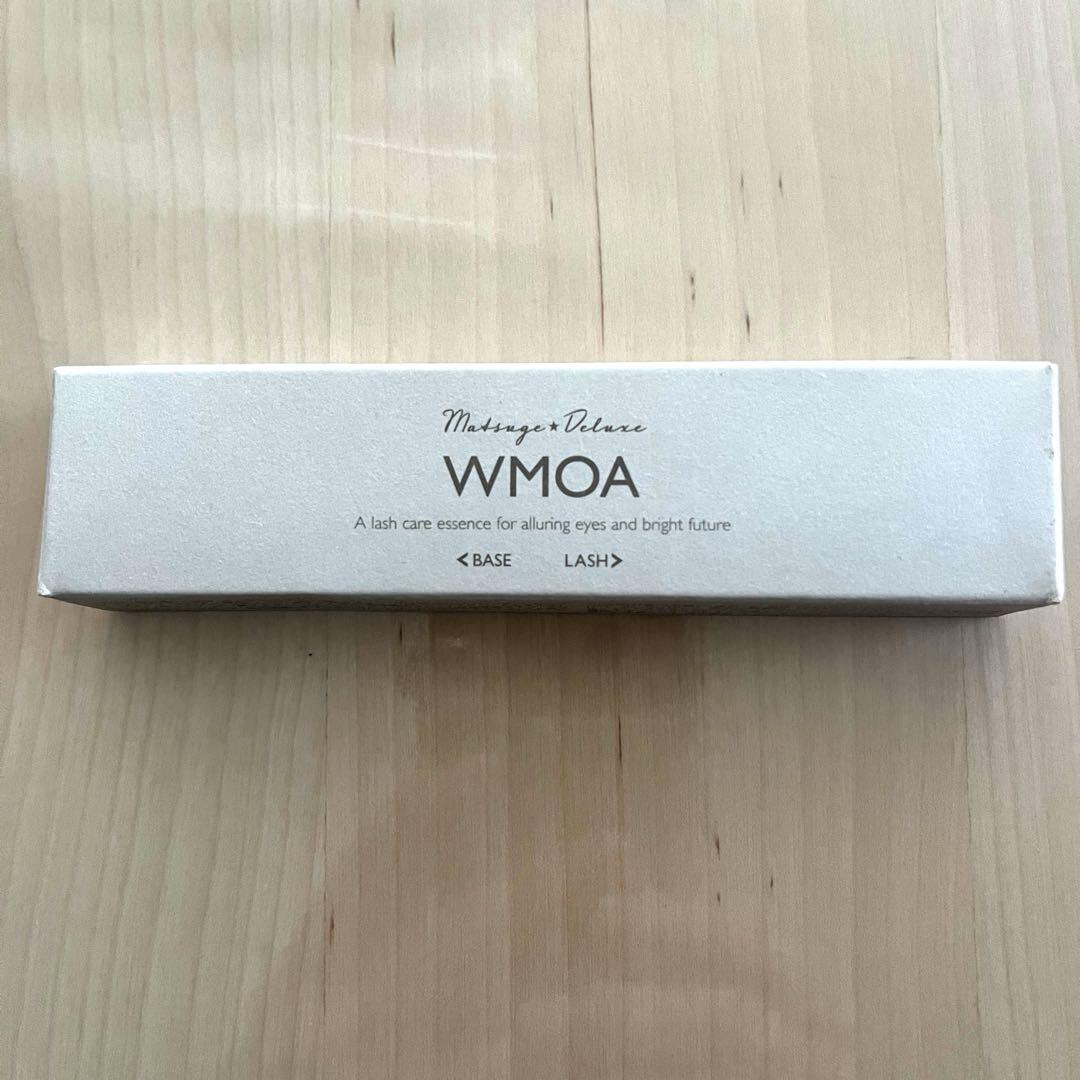 Matsuge★Deluxe
WMOA
A lash care essence for alluring eyes and bright future
<BASE LASH>